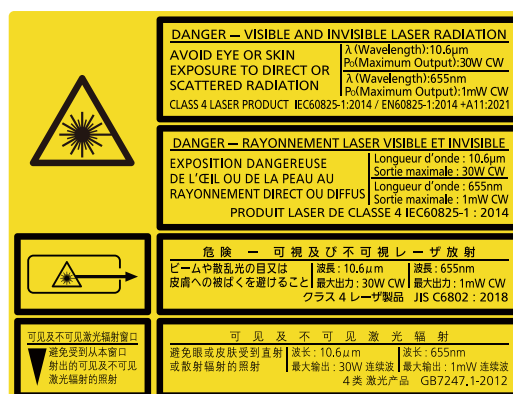 DANGER — VISIBLE AND INVISIBLE LASER RADIATION
AVOID EYE OR SKIN
EXPOSURE TO DIRECT OR
SCATTERED RADIATION
λ(Wavelength):10.6μm
Po(Maximum Output):30W CW
λ(Wavelength):655nm
Po(Maximum Output):1mW CW
CLASS 4 LASER PRODUCT IEC60825-1:2014 / EN60825-1:2014 +A11:2021
DANGER — RAYONNEMENT LASER VISIBLE ET INVISIBLE
EXPOSITION DANGEREUSE
DE L'ŒIL OU DE LA PEAU AU
RAYONNEMENT DIRECT OU DIFFUS
Longueur d'onde : 10.6μm
Sortie maximale : 30W CW
Longueur d'onde : 655nm
Sortie maximale : 1mW CW
PRODUIT LASER DE CLASSE 4 IEC60825-1 : 2014
危険 — 可視及び不可視レーザ放射
ビームや散乱光の目又は
皮膚への被ばくを避けること
波長:10.6μm
最大出力:30W CW
波長:655nm
最大出力:1mW CW
クラス 4 レーザ製品 JIS C6802:2018
可见及不可见激光辐射窗口
避免受到从本窗口
射出的可见及不可见
激光辐射的照射
可见及不可见激光辐射
避免眼或皮肤受到直射
或散射辐射的照射
波长:10.6μm
最大输出:30W 连续波
波长:655nm
最大输出:1mW 连续波
4类 激光产品 GB7247.1-2012